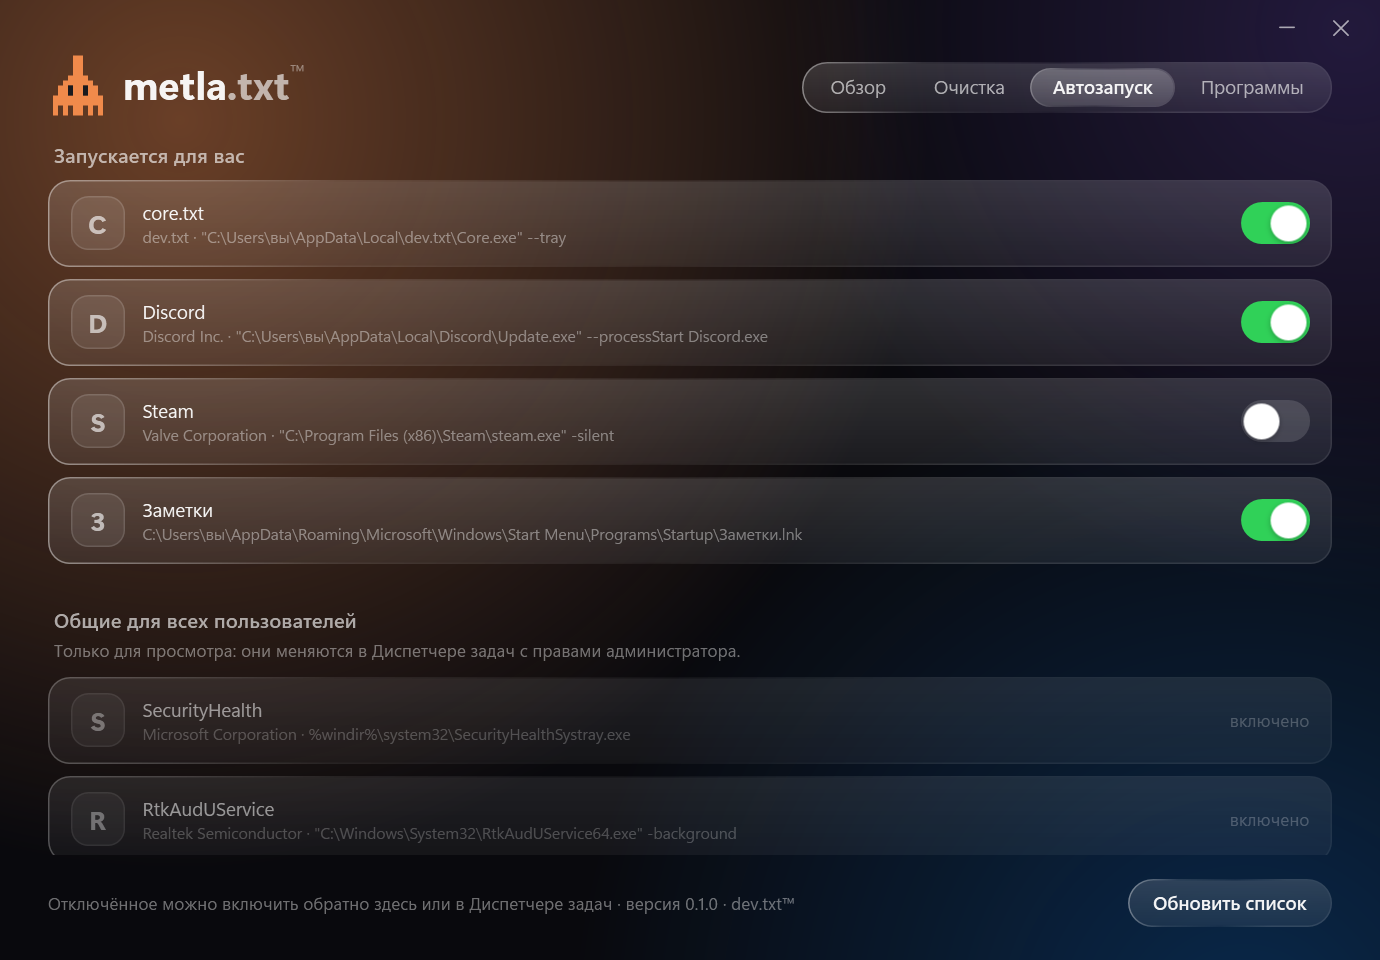 metla.txt™
Обзор
Очистка
Автозапуск
Программы
Запускается для вас
C
core.txt
dev.txt · "C:\Users\вы\AppData\Local\dev.txt\Core.exe" --tray
D
Discord
Discord Inc. · "C:\Users\вы\AppData\Local\Discord\Update.exe" --processStart Discord.exe
S
Steam
Valve Corporation · "C:\Program Files (x86)\Steam\steam.exe" -silent
З
Заметки
C:\Users\вы\AppData\Roaming\Microsoft\Windows\Start Menu\Programs\Startup\Заметки.lnk
Общие для всех пользователей
Только для просмотра: они меняются в Диспетчере задач с правами администратора.
S
SecurityHealth
Microsoft Corporation · %windir%\system32\SecurityHealthSystray.exe
включено
R
RtkAudUService
Realtek Semiconductor · "C:\Windows\System32\RtkAudUService64.exe" -background
включено
Отключённое можно включить обратно здесь или в Диспетчере задач · версия 0.1.0 · dev.txt™
Обновить список